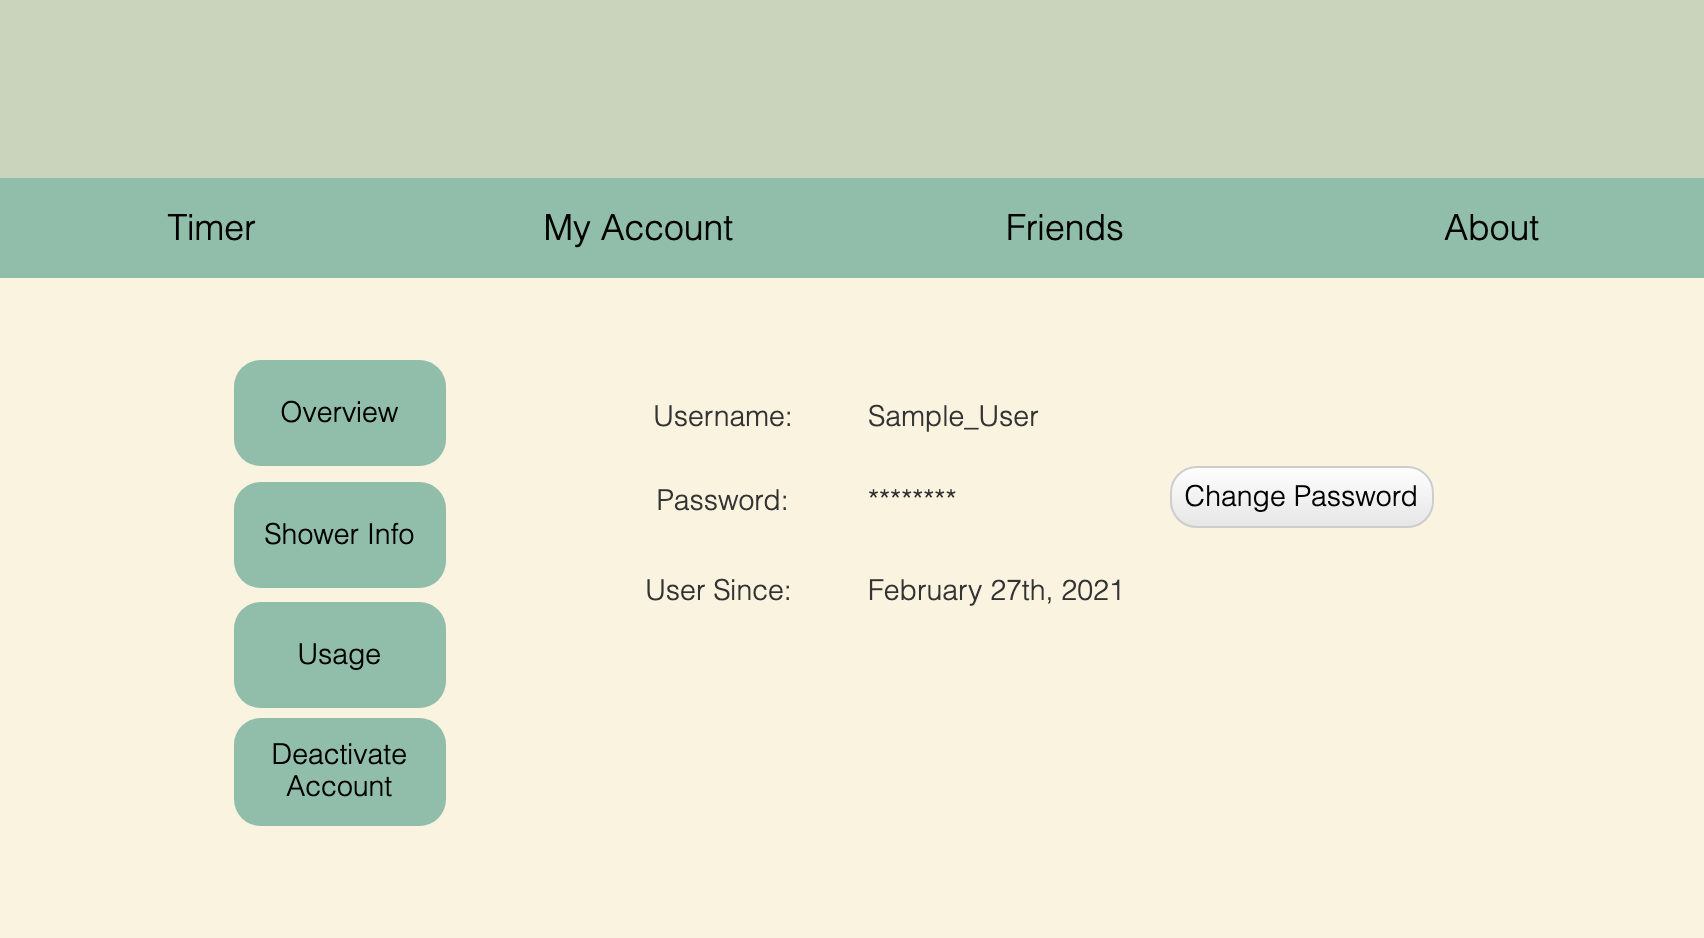 Timer My Account Friends About
Overview
Shower Info
Usage
Deactivate
Account
Username: Sample_User
Password: ******** Change Password
User Since: February 27th, 2021